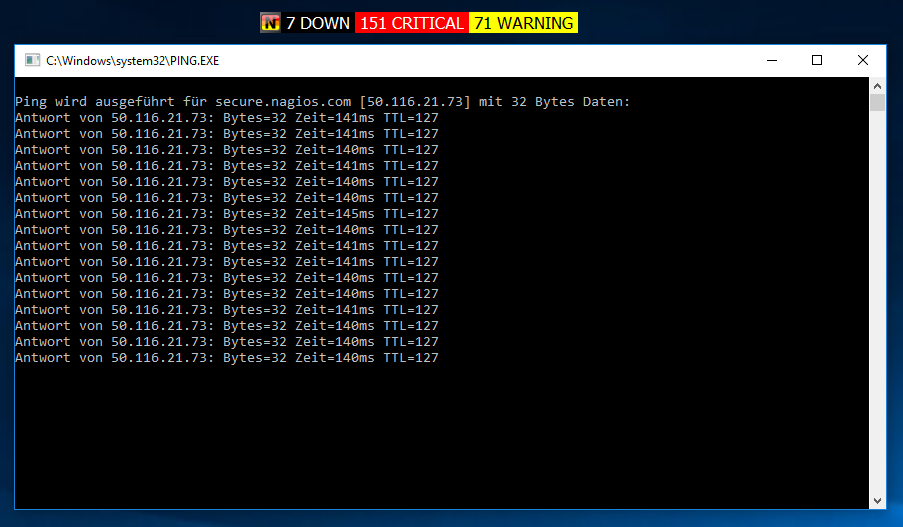 N 7 DOWN 151 CRITICAL 71 WARNING
C:\Windows\system32\PING.EXE
Ping wird ausgeführt für secure.nagios.com [50.116.21.73] mit 32 Bytes Daten:
Antwort von 50.116.21.73: Bytes=32 Zeit=141ms TTL=127
Antwort von 50.116.21.73: Bytes=32 Zeit=141ms TTL=127
Antwort von 50.116.21.73: Bytes=32 Zeit=140ms TTL=127
Antwort von 50.116.21.73: Bytes=32 Zeit=141ms TTL=127
Antwort von 50.116.21.73: Bytes=32 Zeit=140ms TTL=127
Antwort von 50.116.21.73: Bytes=32 Zeit=140ms TTL=127
Antwort von 50.116.21.73: Bytes=32 Zeit=145ms TTL=127
Antwort von 50.116.21.73: Bytes=32 Zeit=140ms TTL=127
Antwort von 50.116.21.73: Bytes=32 Zeit=141ms TTL=127
Antwort von 50.116.21.73: Bytes=32 Zeit=141ms TTL=127
Antwort von 50.116.21.73: Bytes=32 Zeit=140ms TTL=127
Antwort von 50.116.21.73: Bytes=32 Zeit=140ms TTL=127
Antwort von 50.116.21.73: Bytes=32 Zeit=141ms TTL=127
Antwort von 50.116.21.73: Bytes=32 Zeit=140ms TTL=127
Antwort von 50.116.21.73: Bytes=32 Zeit=140ms TTL=127
Antwort von 50.116.21.73: Bytes=32 Zeit=140ms TTL=127